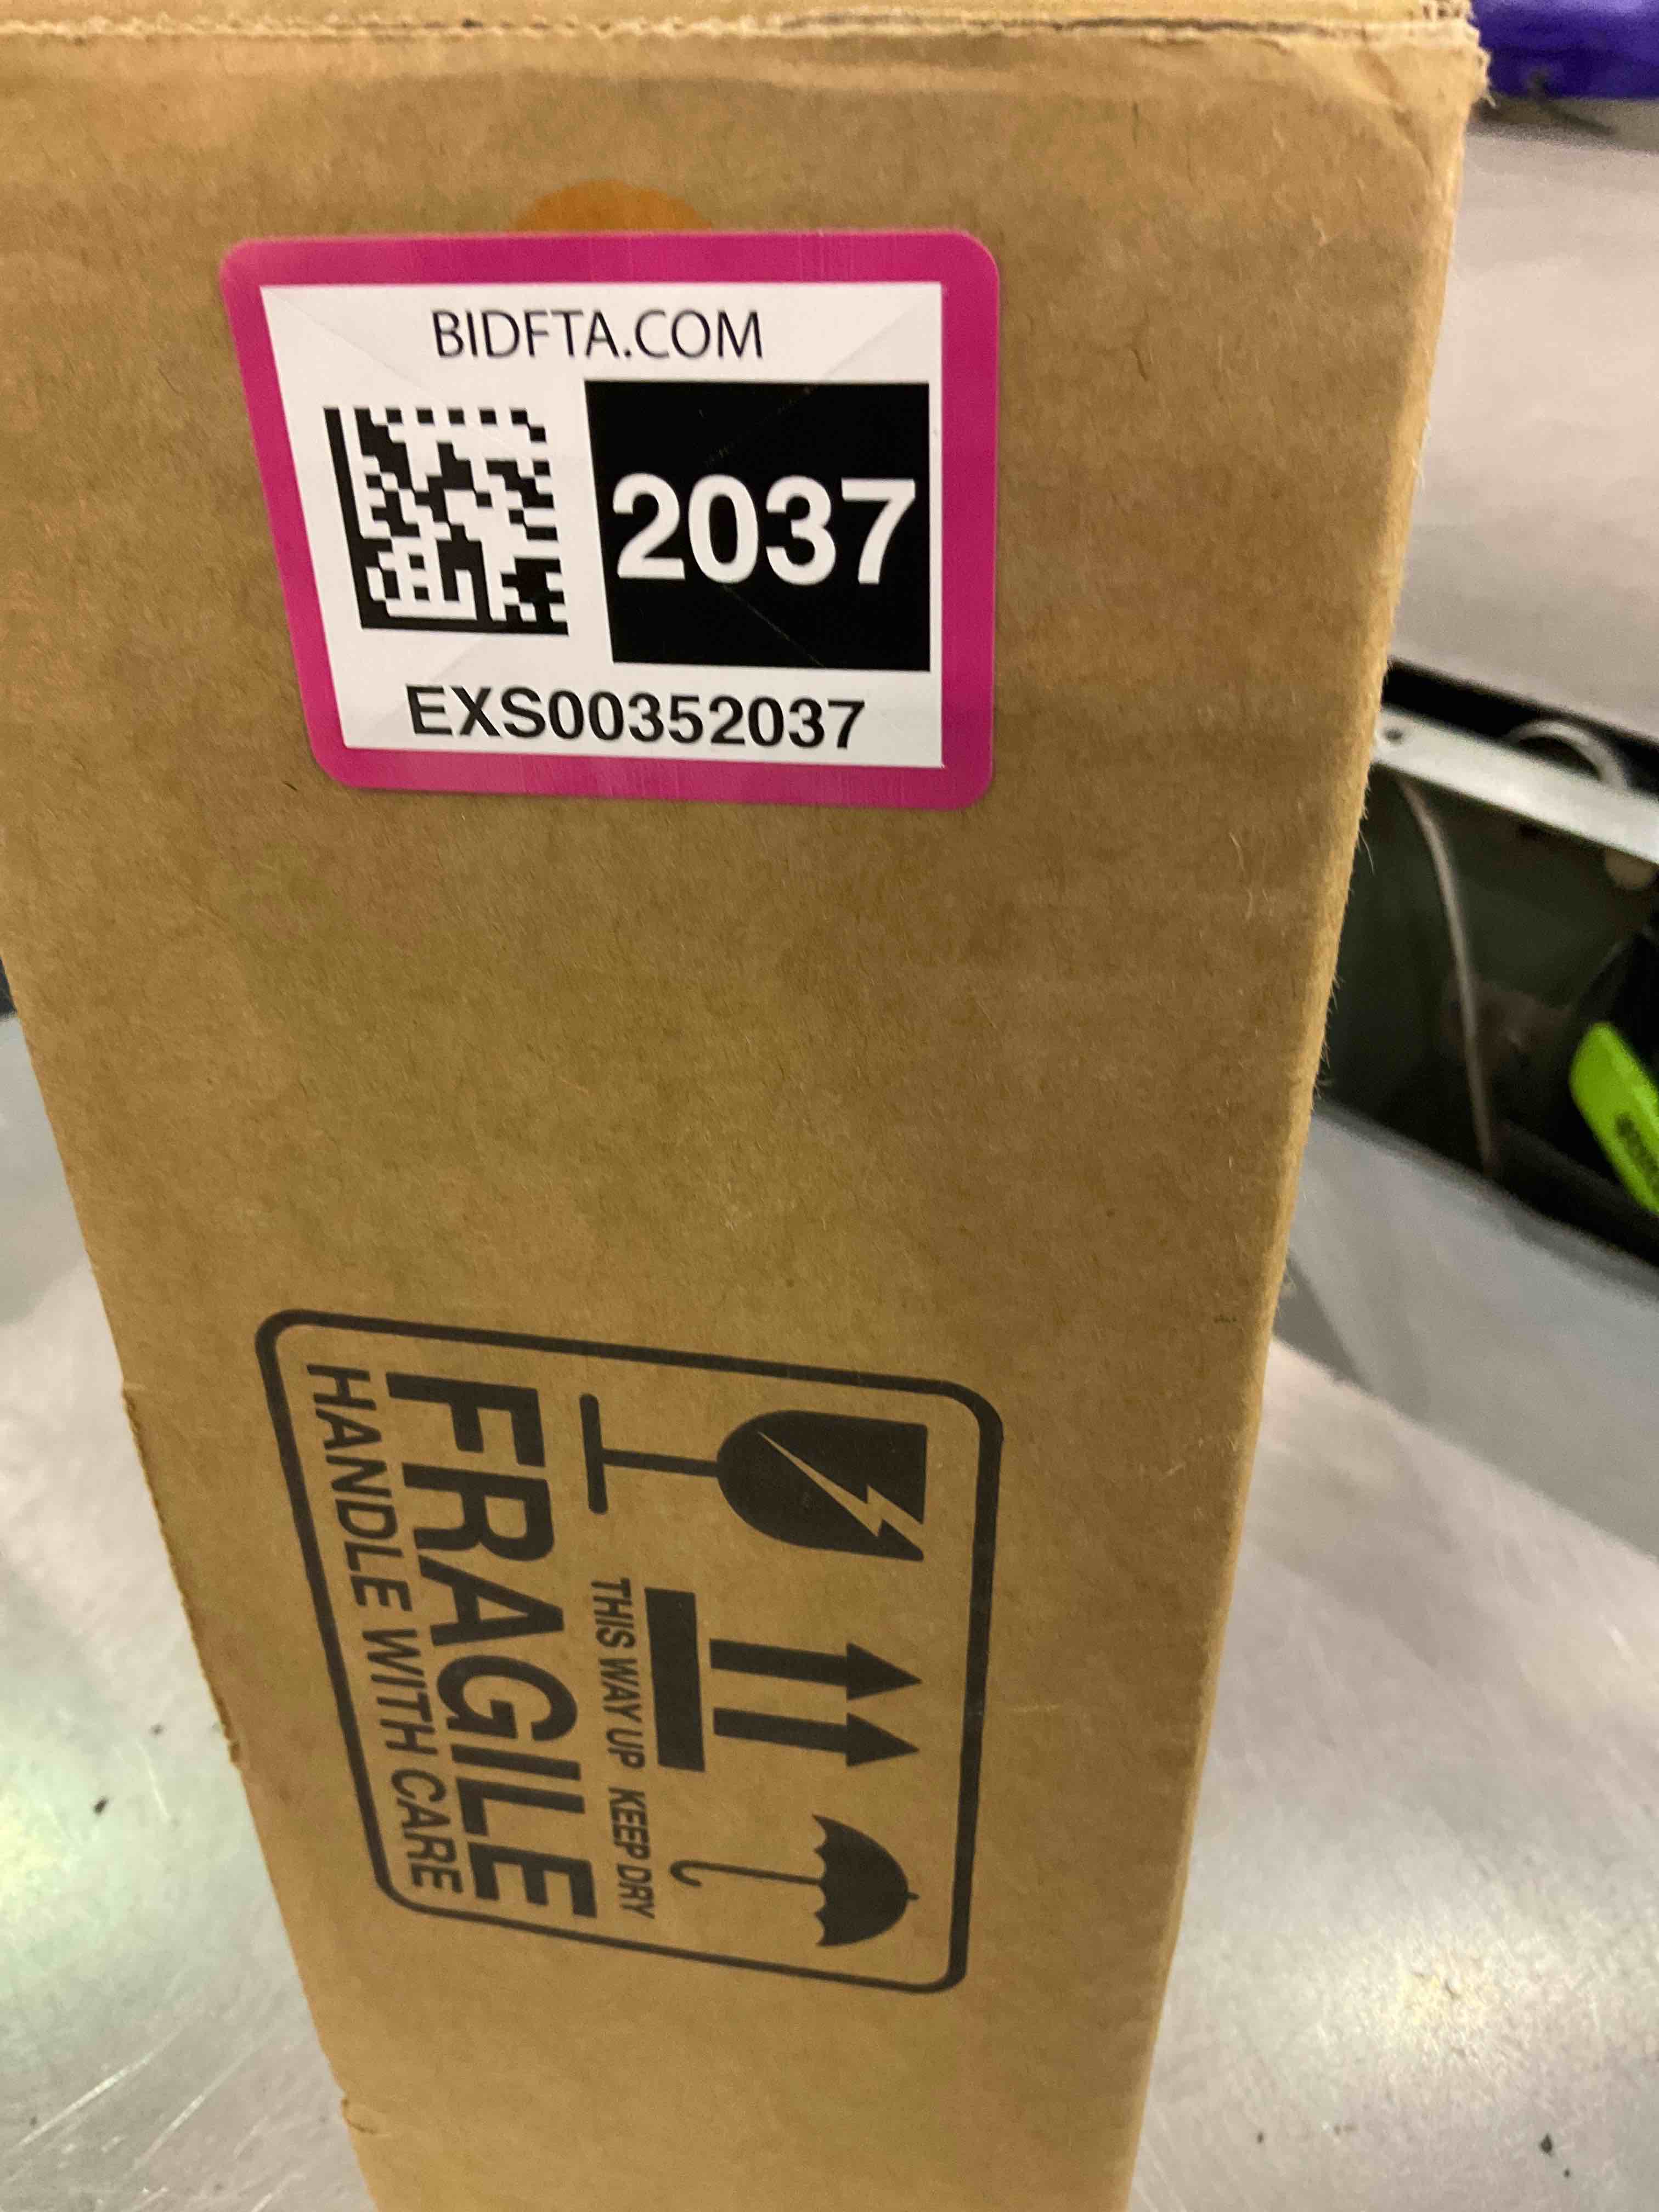 BIDFTA.COM
2037
EXS00352037
THIS WAY UP KEEP DRY
FRAGILE
HANDLE WITH CARE